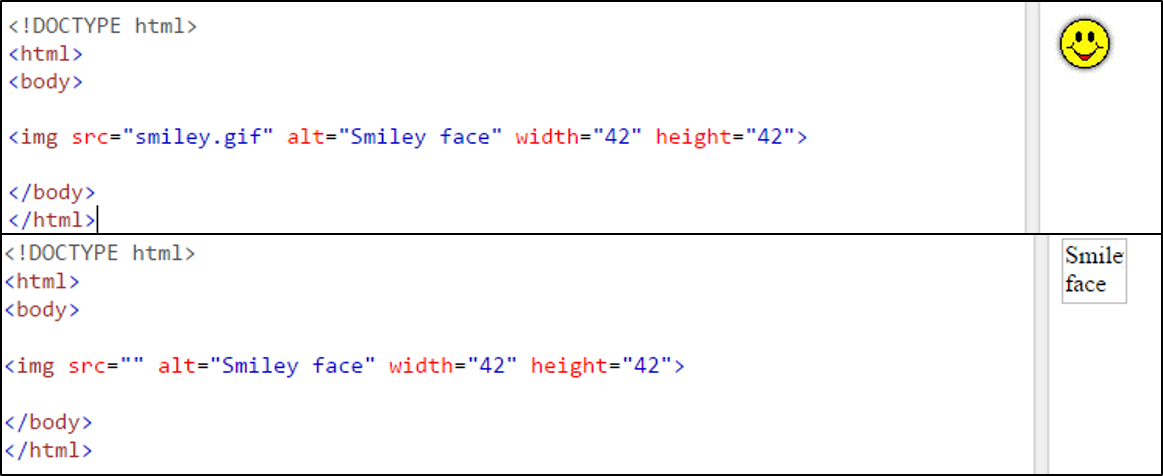 <!DOCTYPE html>
<html>
<body>
<img src="smiley.gif" alt="Smiley face" width="42" height="42">
</body>
</html>
<!DOCTYPE html>
<html>
<body>
<img src="" alt="Smiley face" width="42" height="42">
</body>
</html>
Smile
face